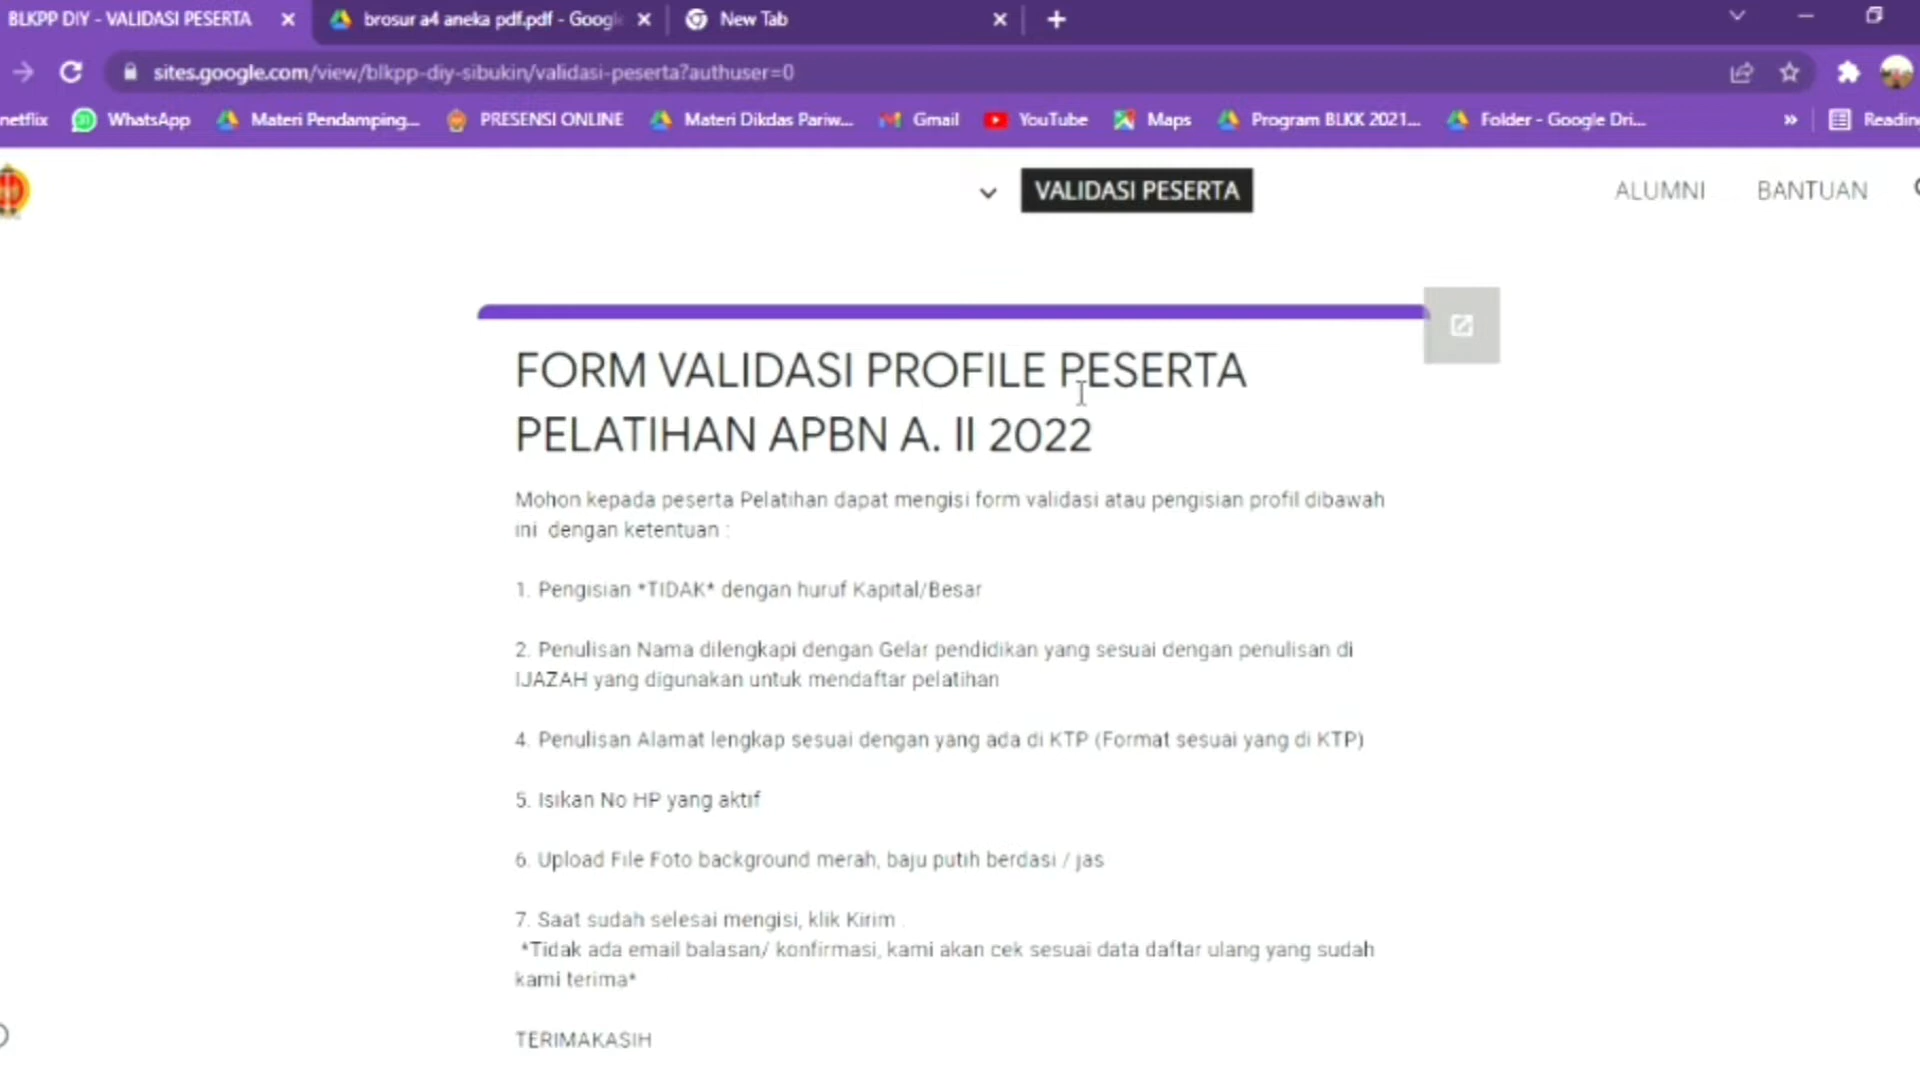 BLKPP DIY - VALIDASI PESERTA
brosur a4 aneka pdf.pdf - Googl
New Tab
sites.google.com/view/blkpp-diy-sibukin/validasi-peserta?authuser=0
netflix
WhatsApp
Materi Pendamping...
PRESENSI ONLINE
Materi Dikdas Pariw...
Gmail
YouTube
Maps
Program BLKK 2021...
Folder - Google Dri...
»
Reading
VALIDASI PESERTA
ALUMNI
BANTUAN
FORM VALIDASI PROFILE PESERTA
PELATIHAN APBN A. II 2022
Mohon kepada peserta Pelatihan dapat mengisi form validasi atau pengisian profil dibawah
ini dengan ketentuan :
1. Pengisian *TIDAK* dengan huruf Kapital/Besar
2. Penulisan Nama dilengkapi dengan Gelar pendidikan yang sesuai dengan penulisan di
IJAZAH yang digunakan untuk mendaftar pelatihan
4. Penulisan Alamat lengkap sesuai dengan yang ada di KTP (Format sesuai yang di KTP)
5. Isikan No HP yang aktif
6. Upload File Foto background merah, baju putih berdasi / jas
7. Saat sudah selesai mengisi, klik Kirim .
*Tidak ada email balasan/ konfirmasi, kami akan cek sesuai data daftar ulang yang sudah
kami terima*
TERIMAKASIH